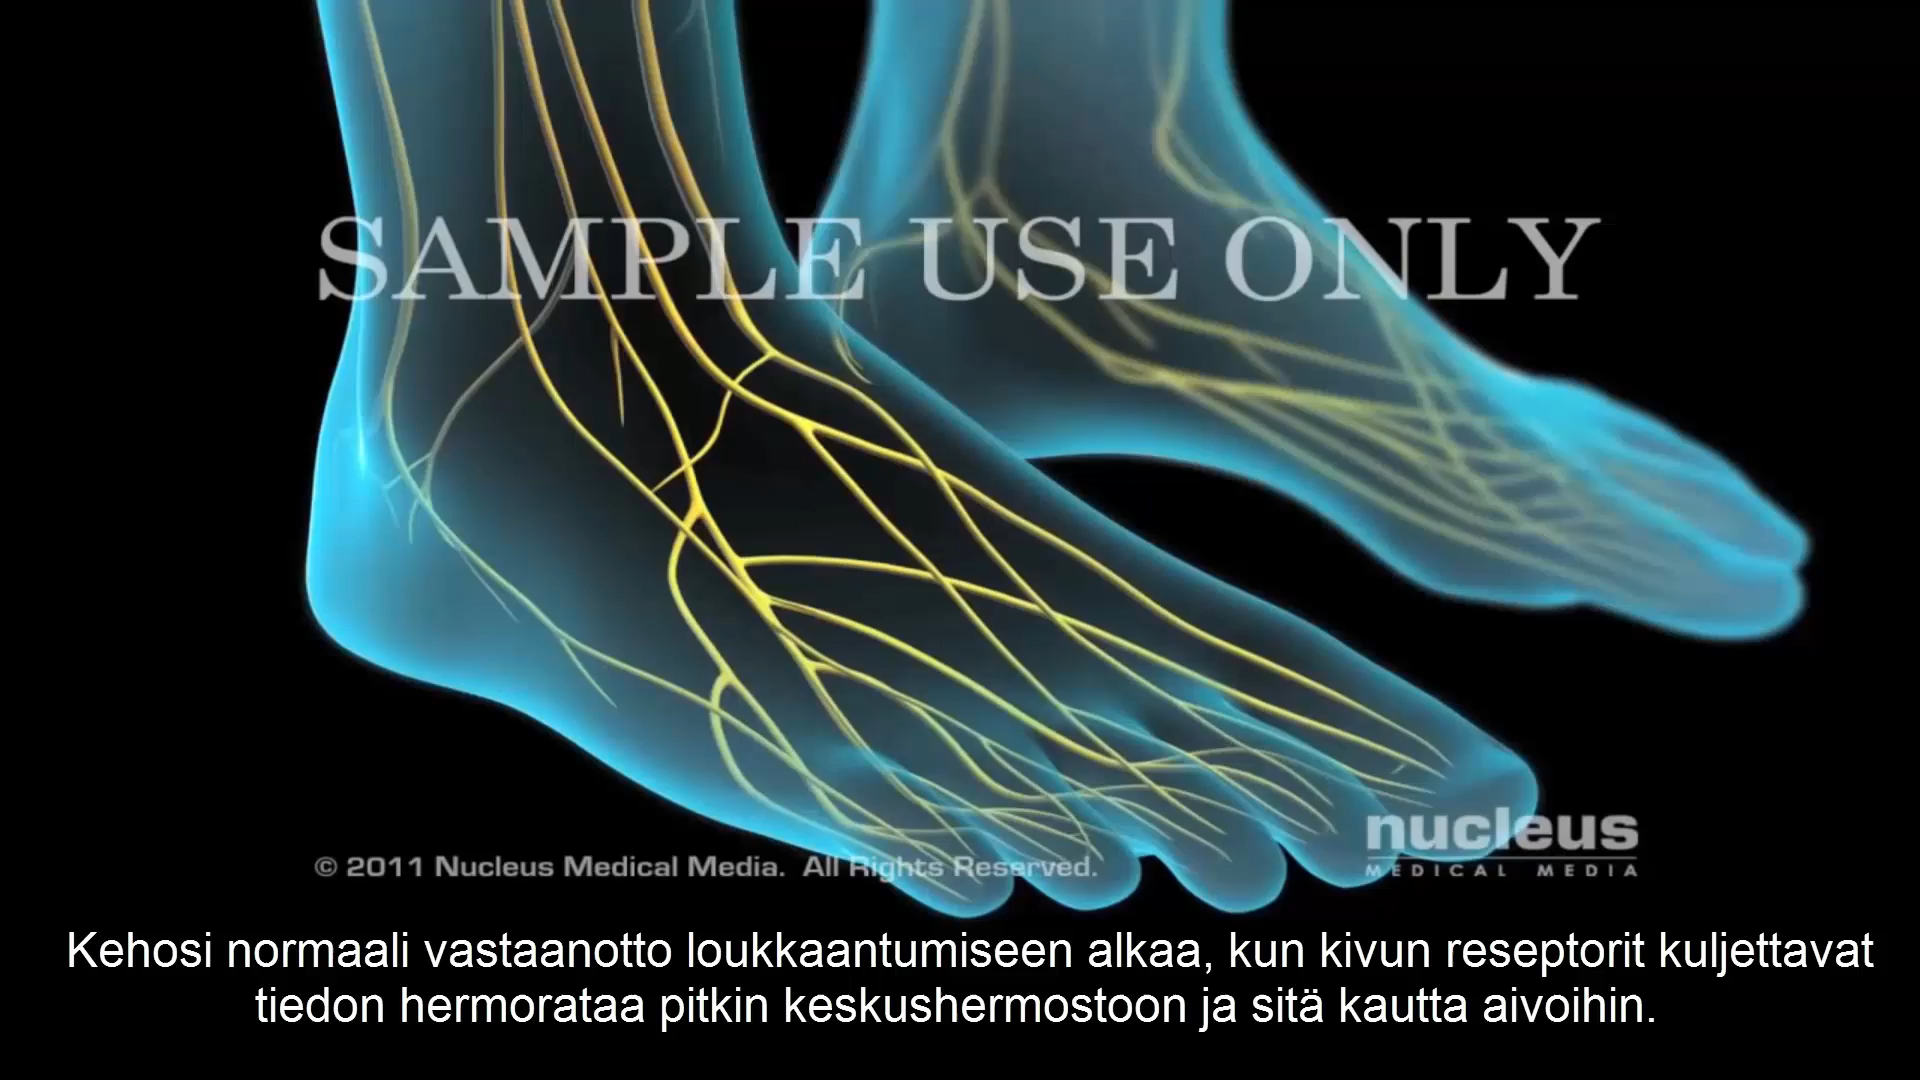 SAMPLE USE ONLY
nucleus
MEDICAL MEDIA
© 2011 Nucleus Medical Media. All Rights Reserved.
Kehosi normaali vastaanotto loukkaantumiseen alkaa, kun kivun reseptorit kuljettavat
tiedon hermorataa pitkin keskushermostoon ja sitä kautta aivoihin.